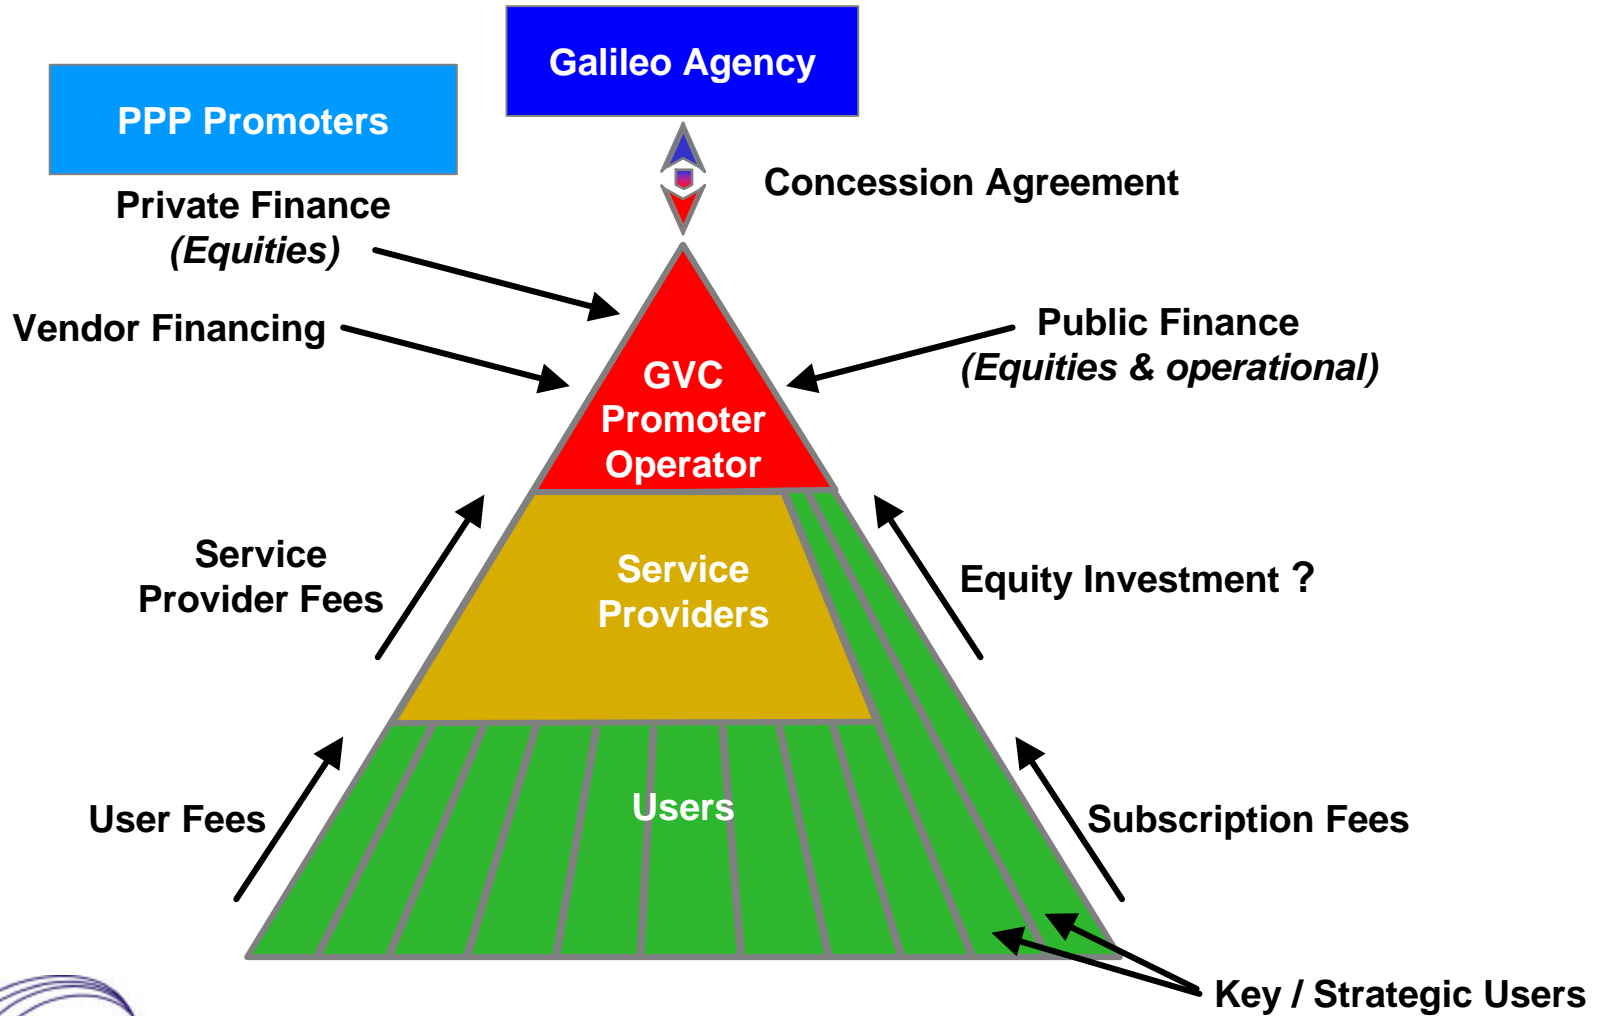 Galileo Agency
PPP Promoters
Concession Agreement
Private Finance
(Equities)
Vendor Financing
Public Finance
(Equities & operational)
GVC
Promoter
Operator
Service
Provider Fees
Service
Providers
Equity Investment ?
User Fees
Users
Subscription Fees
Key / Strategic Users